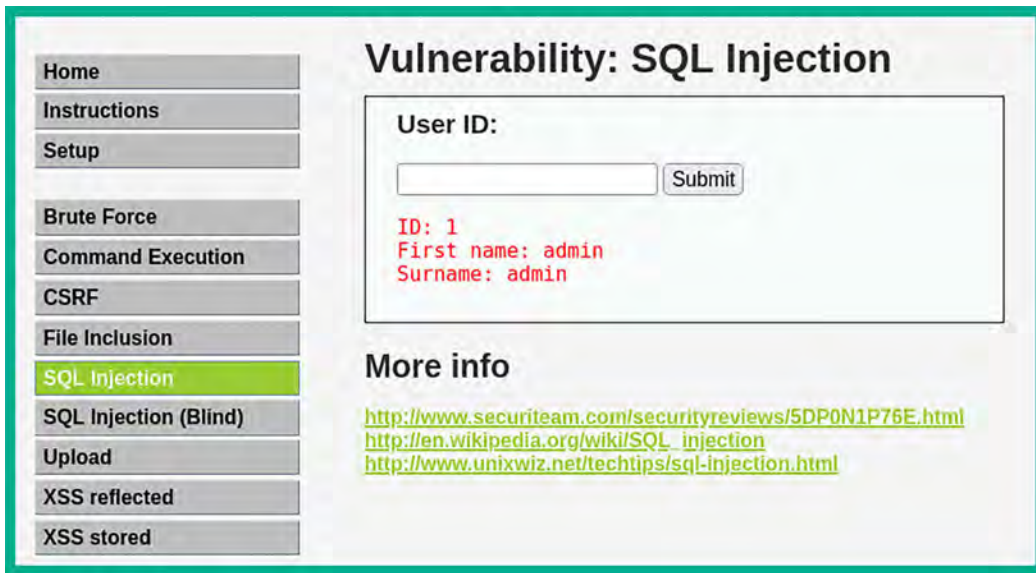 Home
Instructions
Setup
Brute Force
Command Execution
CSRF
File Inclusion
SQL Injection
SQL Injection (Blind)
Upload
XSS reflected
XSS stored
Vulnerability: SQL Injection
User ID:
Submit
ID: 1
First name: admin
Surname: admin
More info
http://www.securiteam.com/securityreviews/5DP0N1P76E.html
http://en.wikipedia.org/wiki/SQL_injection
http://www.unixwiz.net/techtips/sql-injection.html